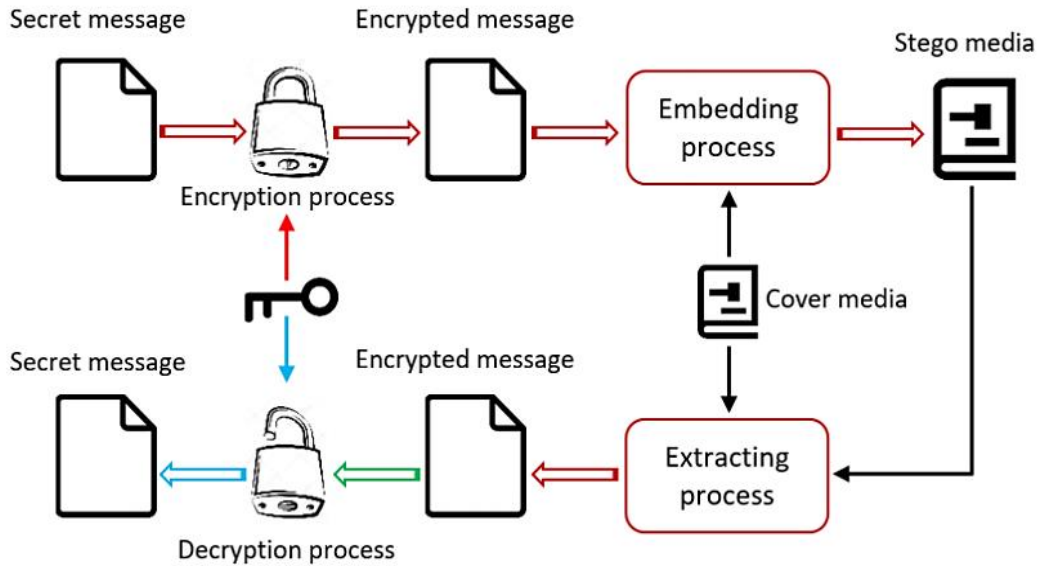 Secret message
Encrypted message
Stego media
Embedding
process
Encryption process
Cover media
Secret message
Encrypted message
Extracting
process
Decryption process